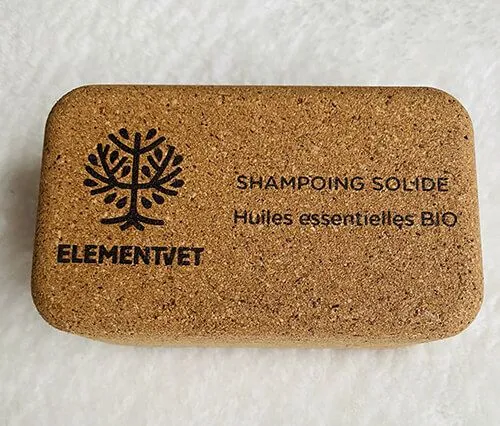 SHAMPOING SOLIDE
Huiles essentielles BIO
ELEMENTVET